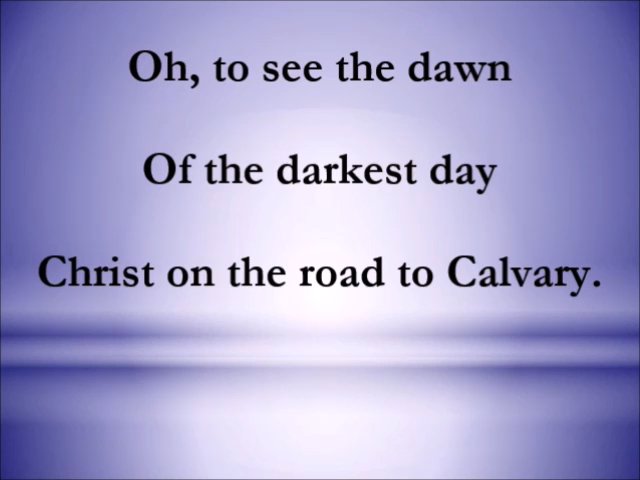 Oh, to see the dawn
Of the darkest day
Christ on the road to Calvary.